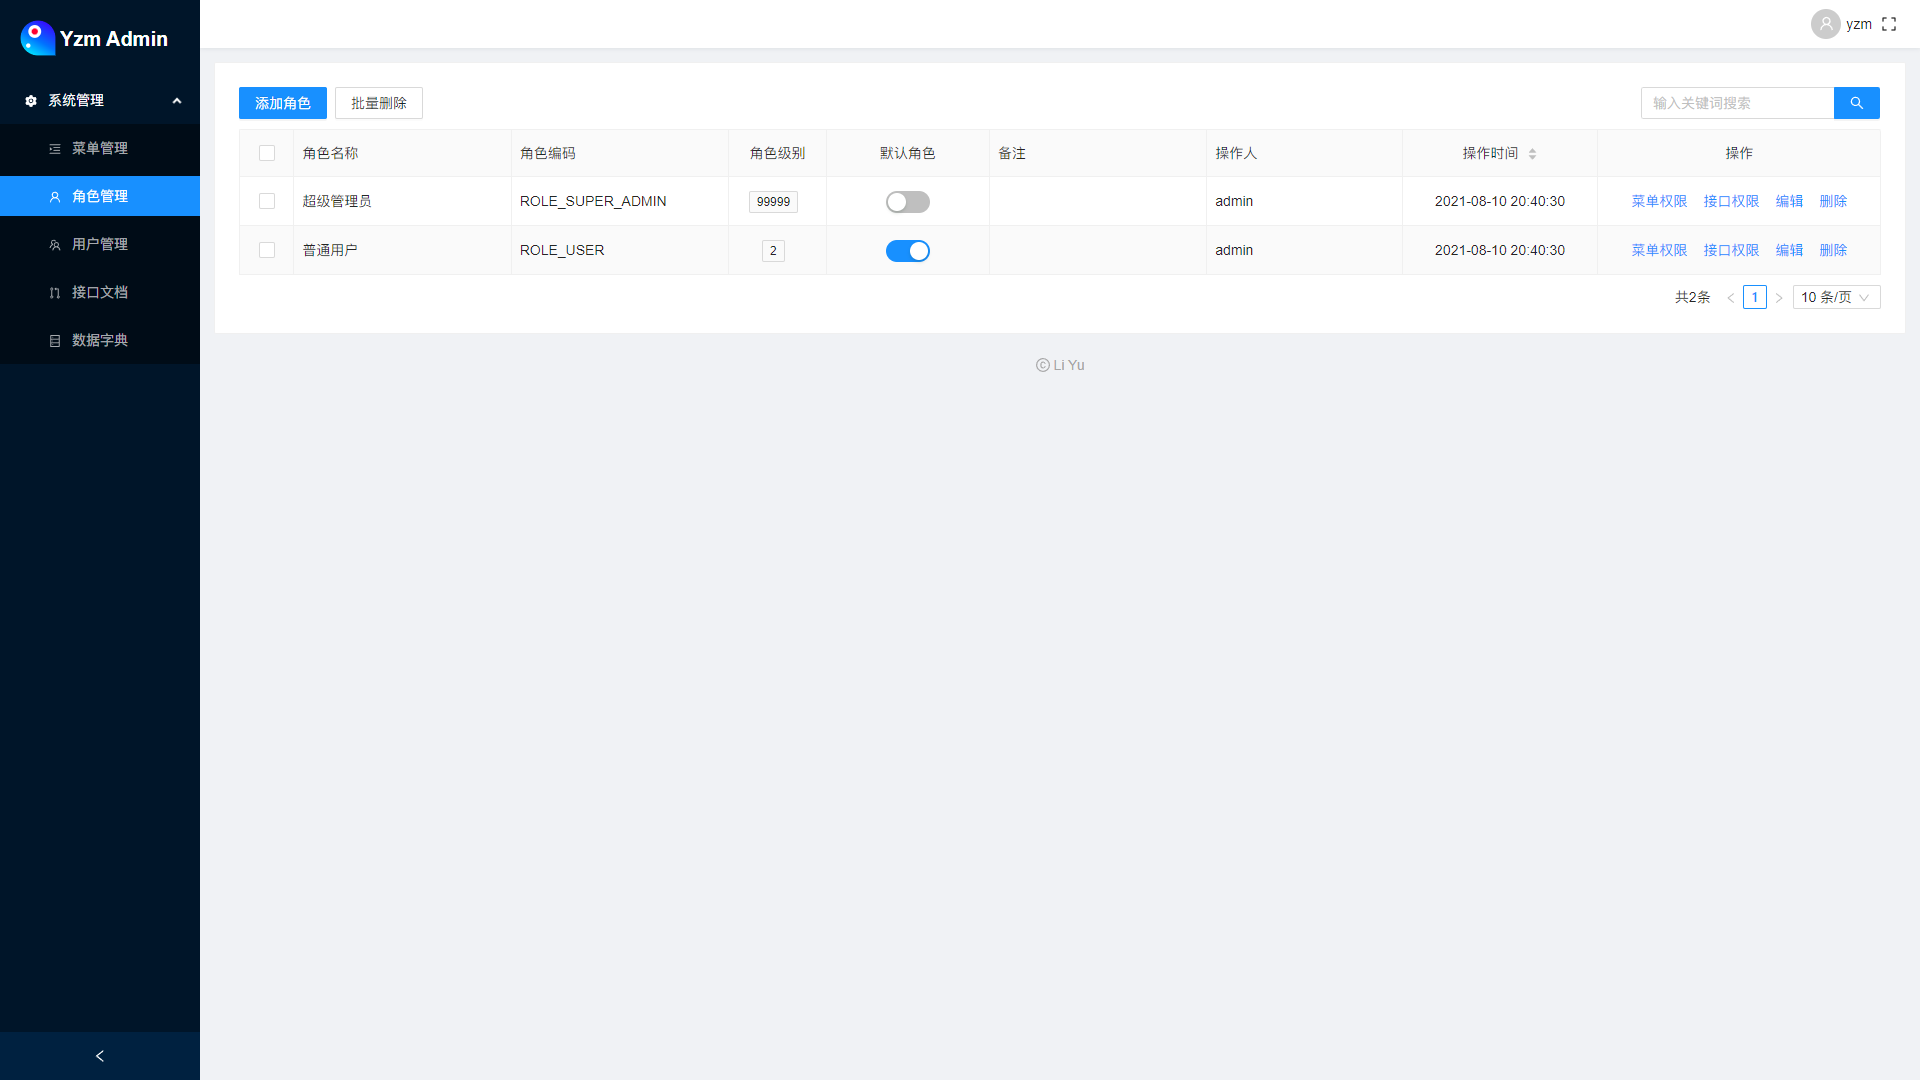 Yzm Admin
yzm
系统管理
菜单管理
角色管理
用户管理
接口文档
数据字典
添加角色 批量删除 输入关键词搜索
角色名称 角色编码 角色级别 默认角色 备注 操作人 操作时间 操作
超级管理员 ROLE_SUPER_ADMIN 99999 admin 2021-08-10 20:40:30 菜单权限 接口权限 编辑 删除
普通用户 ROLE_USER 2 admin 2021-08-10 20:40:30 菜单权限 接口权限 编辑 删除
共2条 < 1 > 10 条/页
© Li Yu